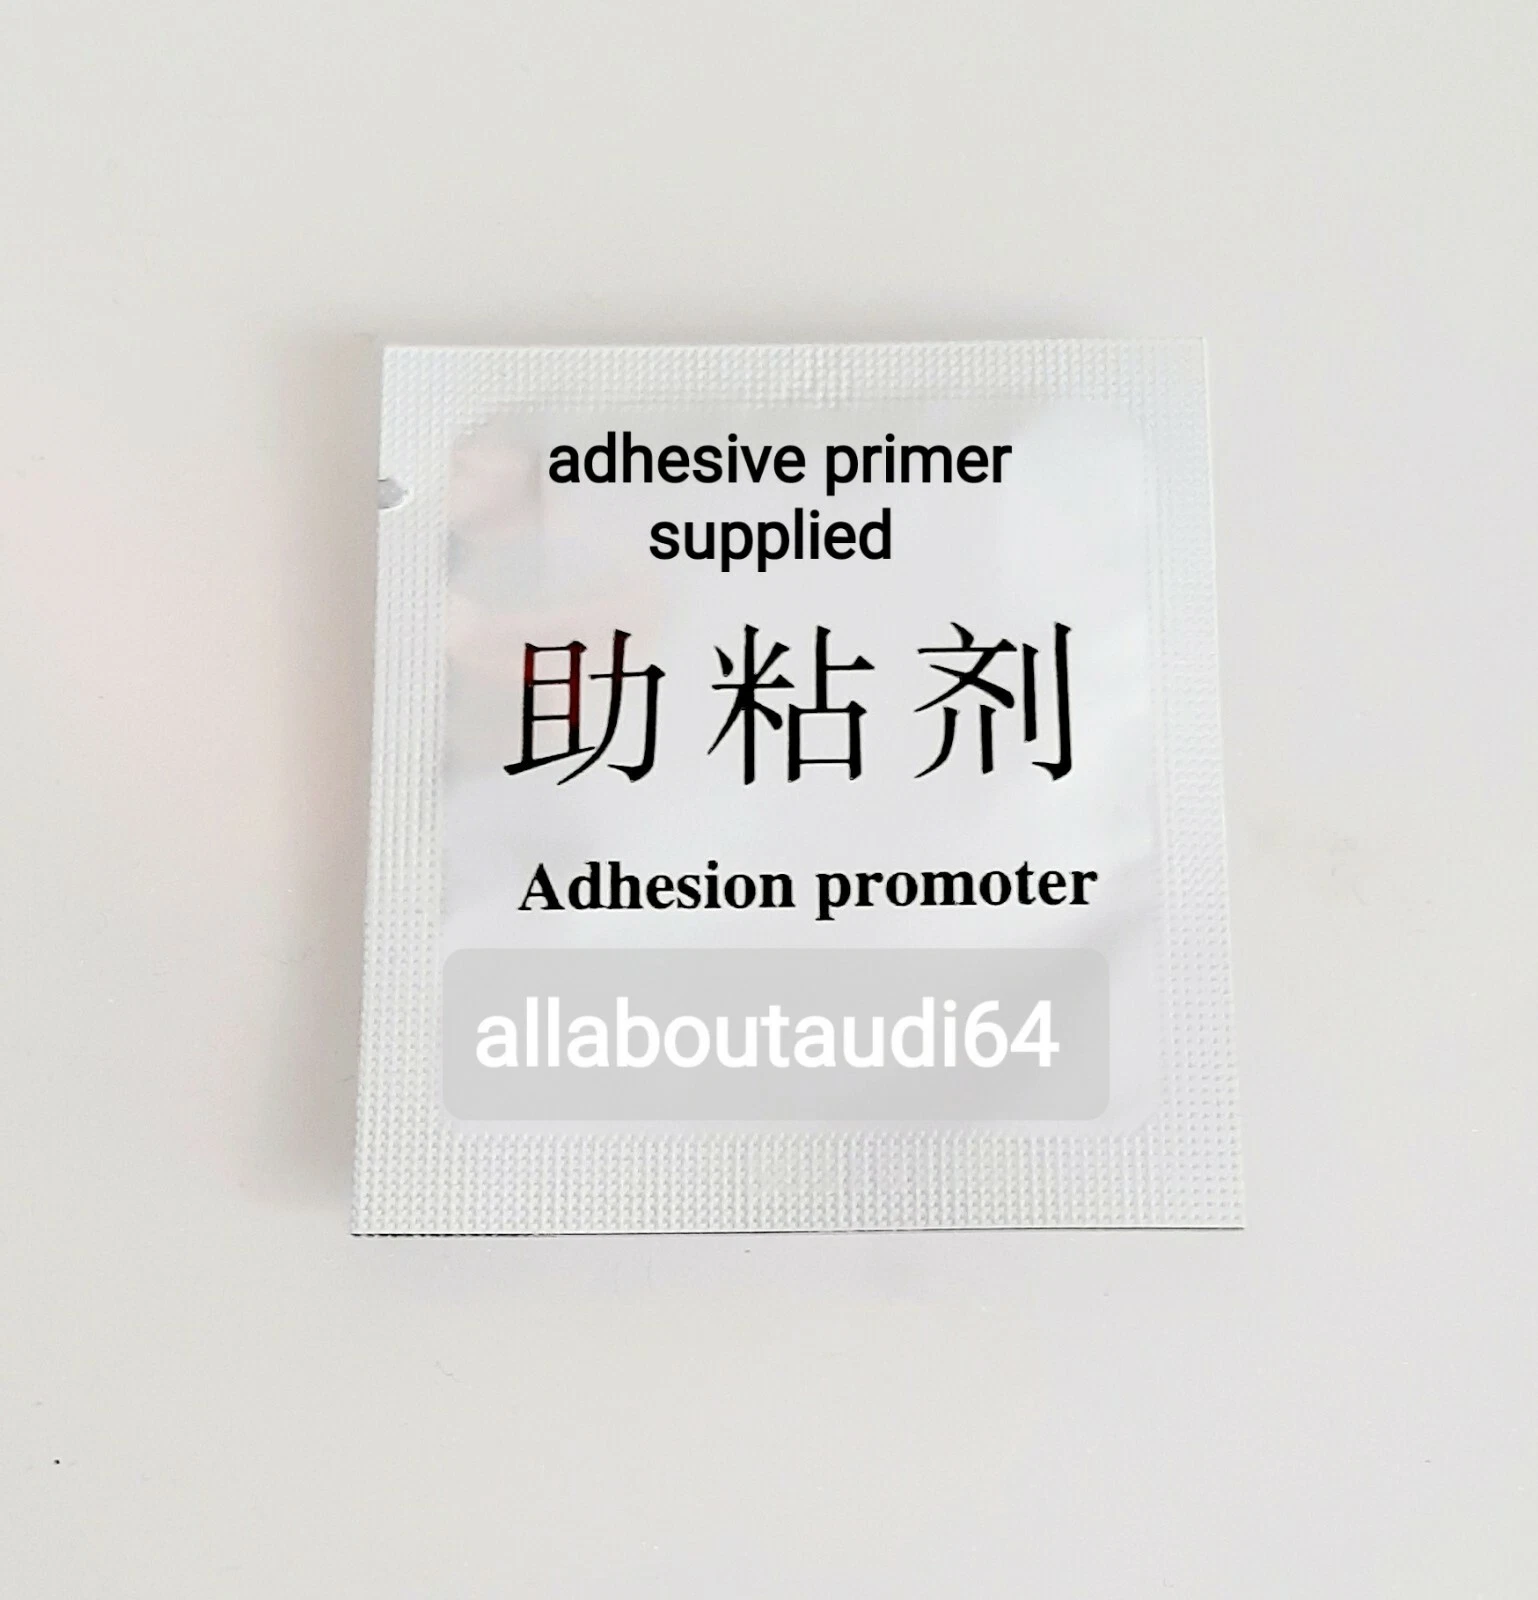 adhesive primer
supplied
助粘剂
Adhesion promoter
allaboutaudi64